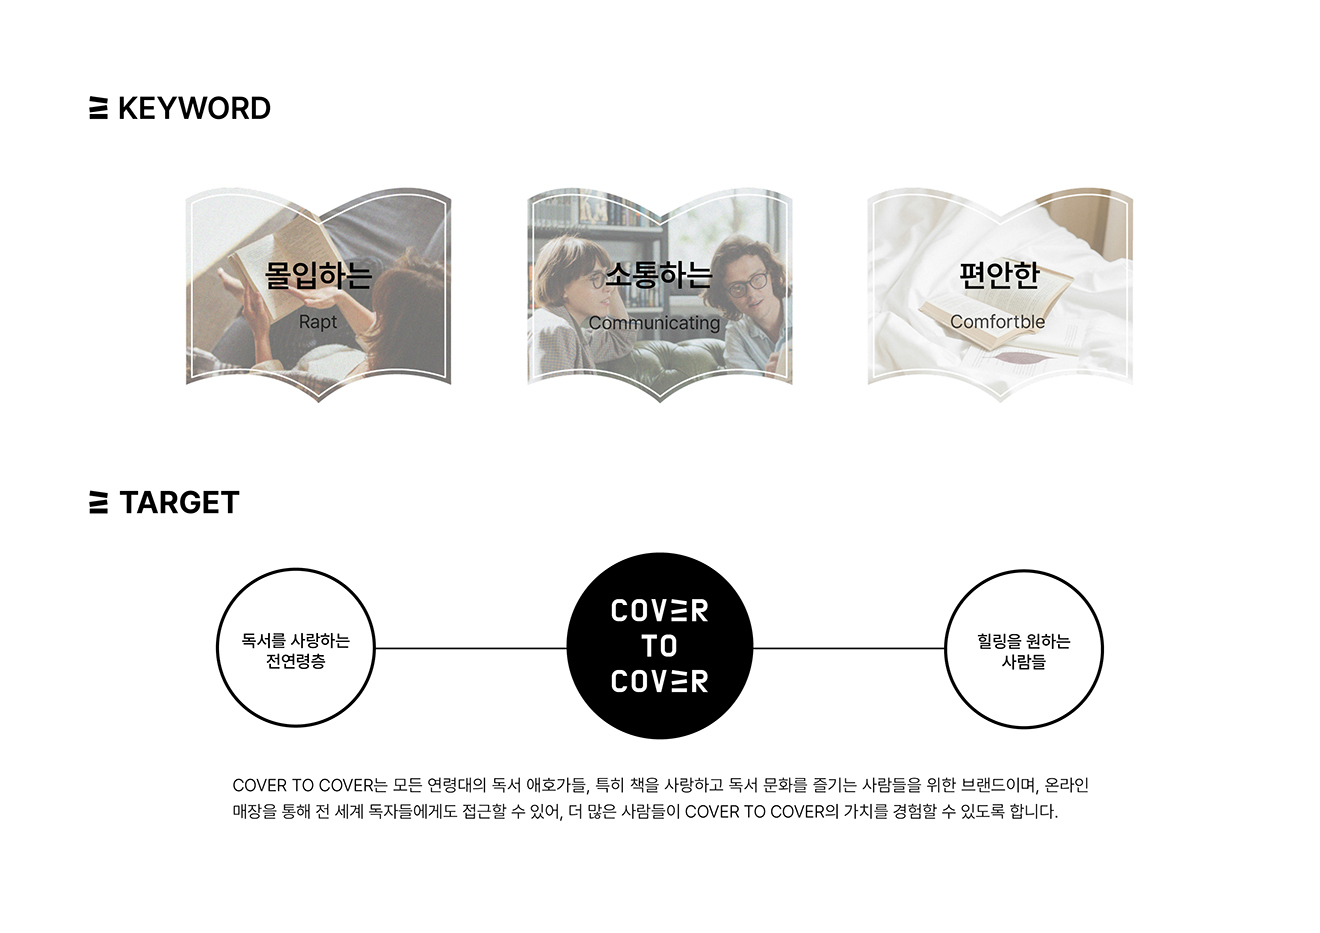 KEYWORD
몰입하는
Rapt
소통하는
Communicating
편안한
Comfortble
TARGET
독서를 사랑하는
전연령층
COVER
TO
COVER
힐링을 원하는
사람들
COVER TO COVER는 모든 연령대의 독서 애호가들, 특히 책을 사랑하고 독서 문화를 즐기는 사람들을 위한 브랜드이며, 온라인
매장을 통해 전 세계 독자들에게도 접근할 수 있어, 더 많은 사람들이 COVER TO COVER의 가치를 경험할 수 있도록 합니다.